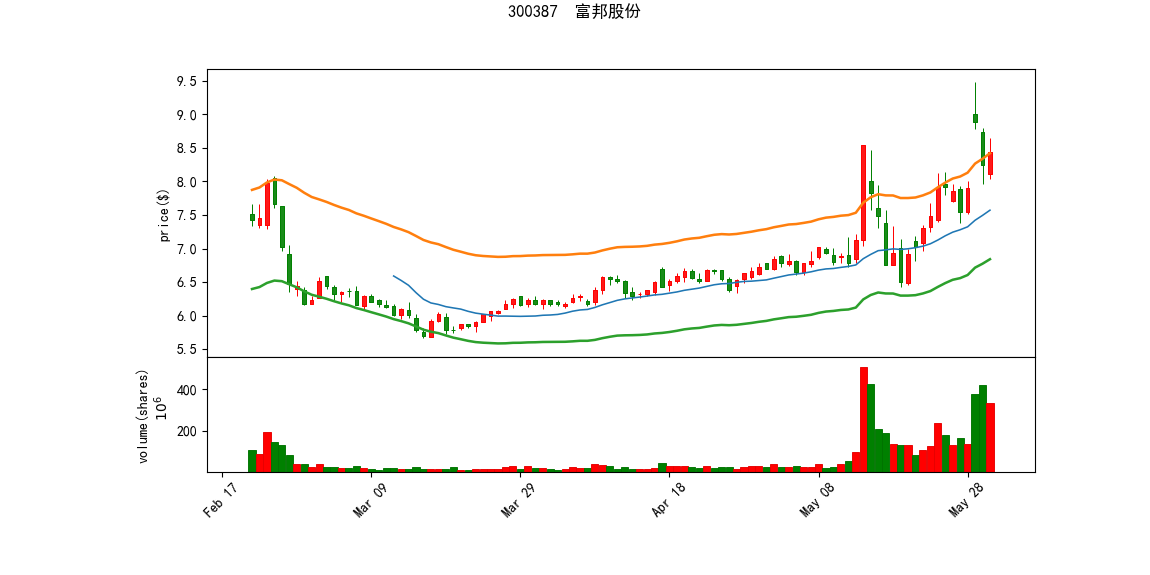 300387 富邦股份
price($)
9.5
9.0
8.5
8.0
7.5
7.0
6.5
6.0
5.5
volume(shares)
10^6
400
200
Feb 17
Mar 09
Mar 29
Apr 18
May 08
May 28